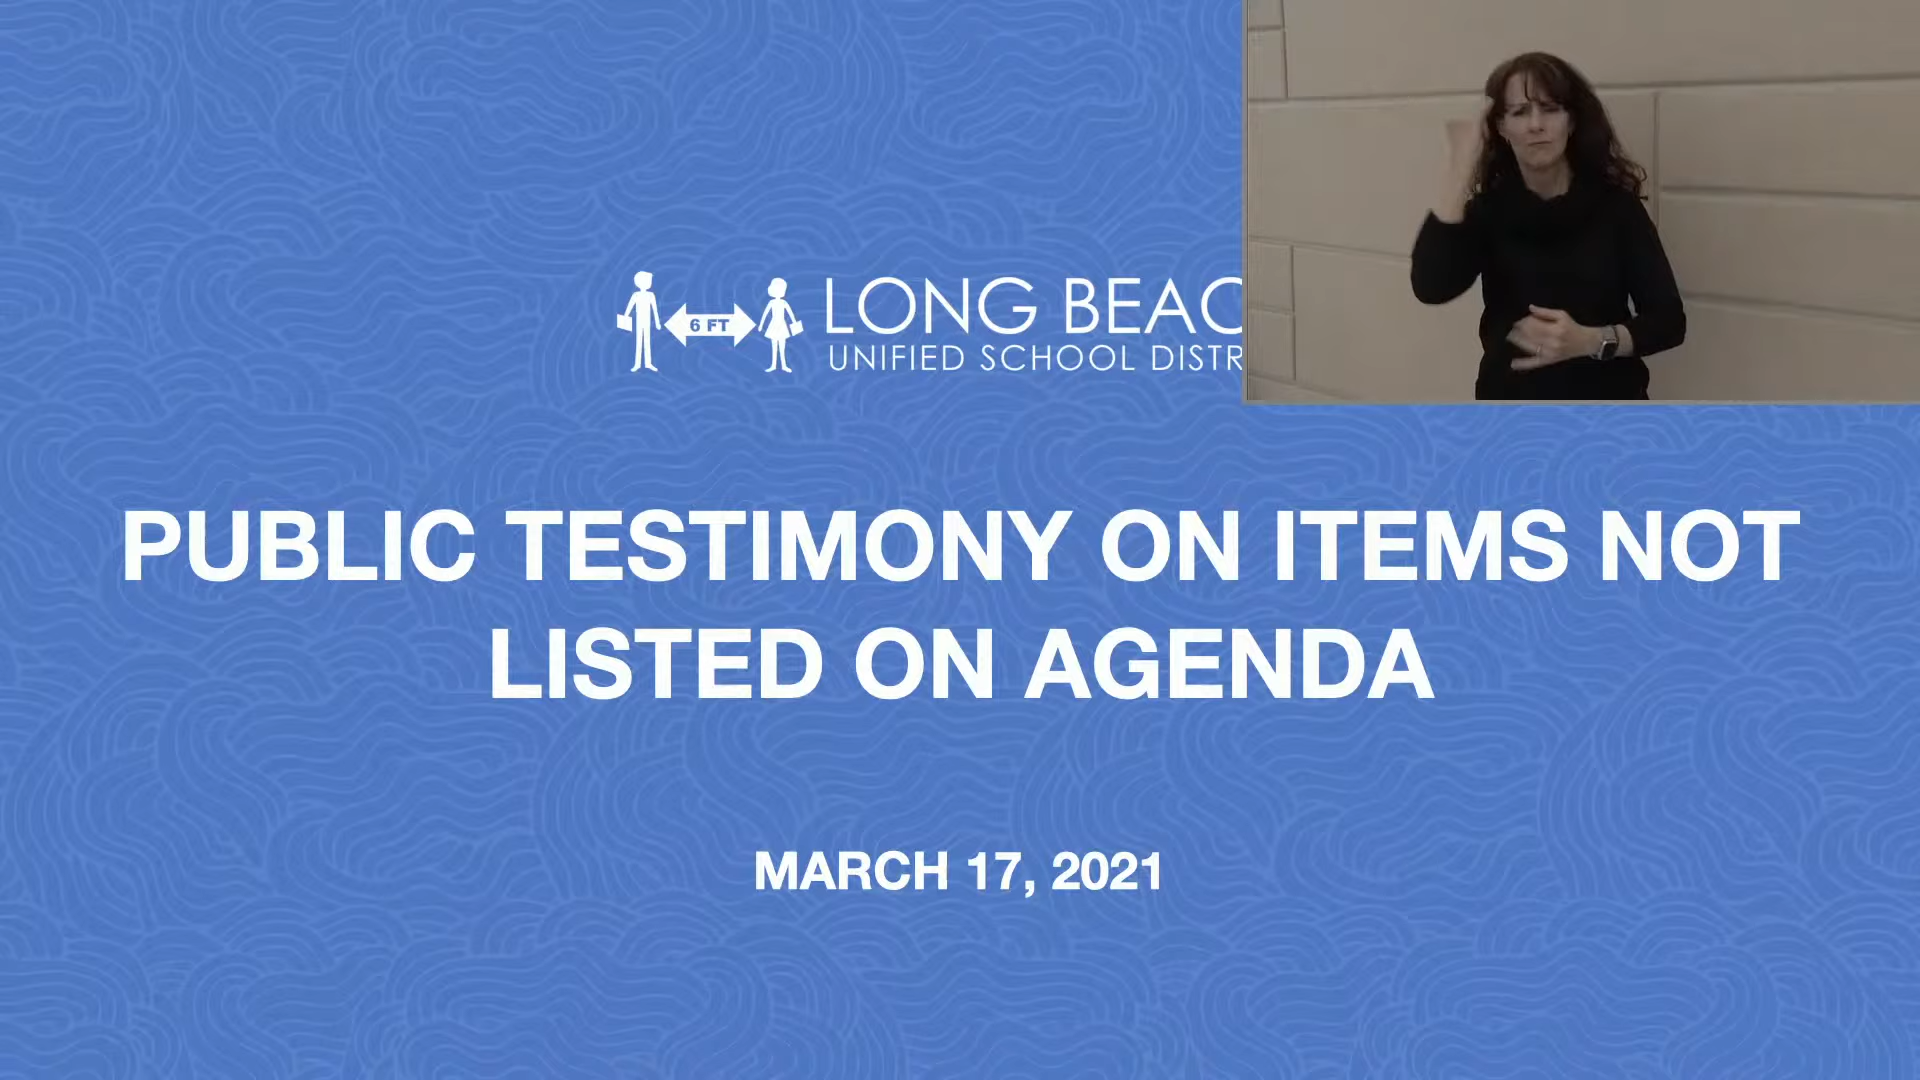 6 FT
LONG BEAC
UNIFIED SCHOOL DISTR
PUBLIC TESTIMONY ON ITEMS NOT
LISTED ON AGENDA
MARCH 17, 2021